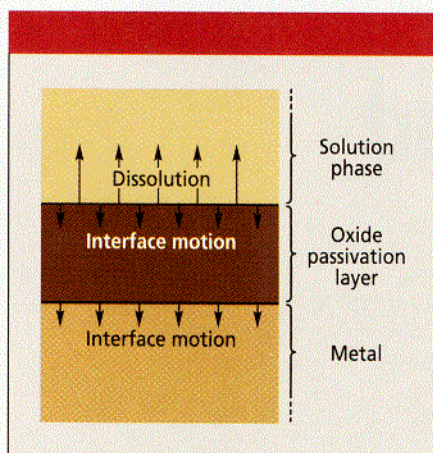 Solution
phase
Dissolution
Interface motion
Oxide
passivation
layer
Interface motion
Metal